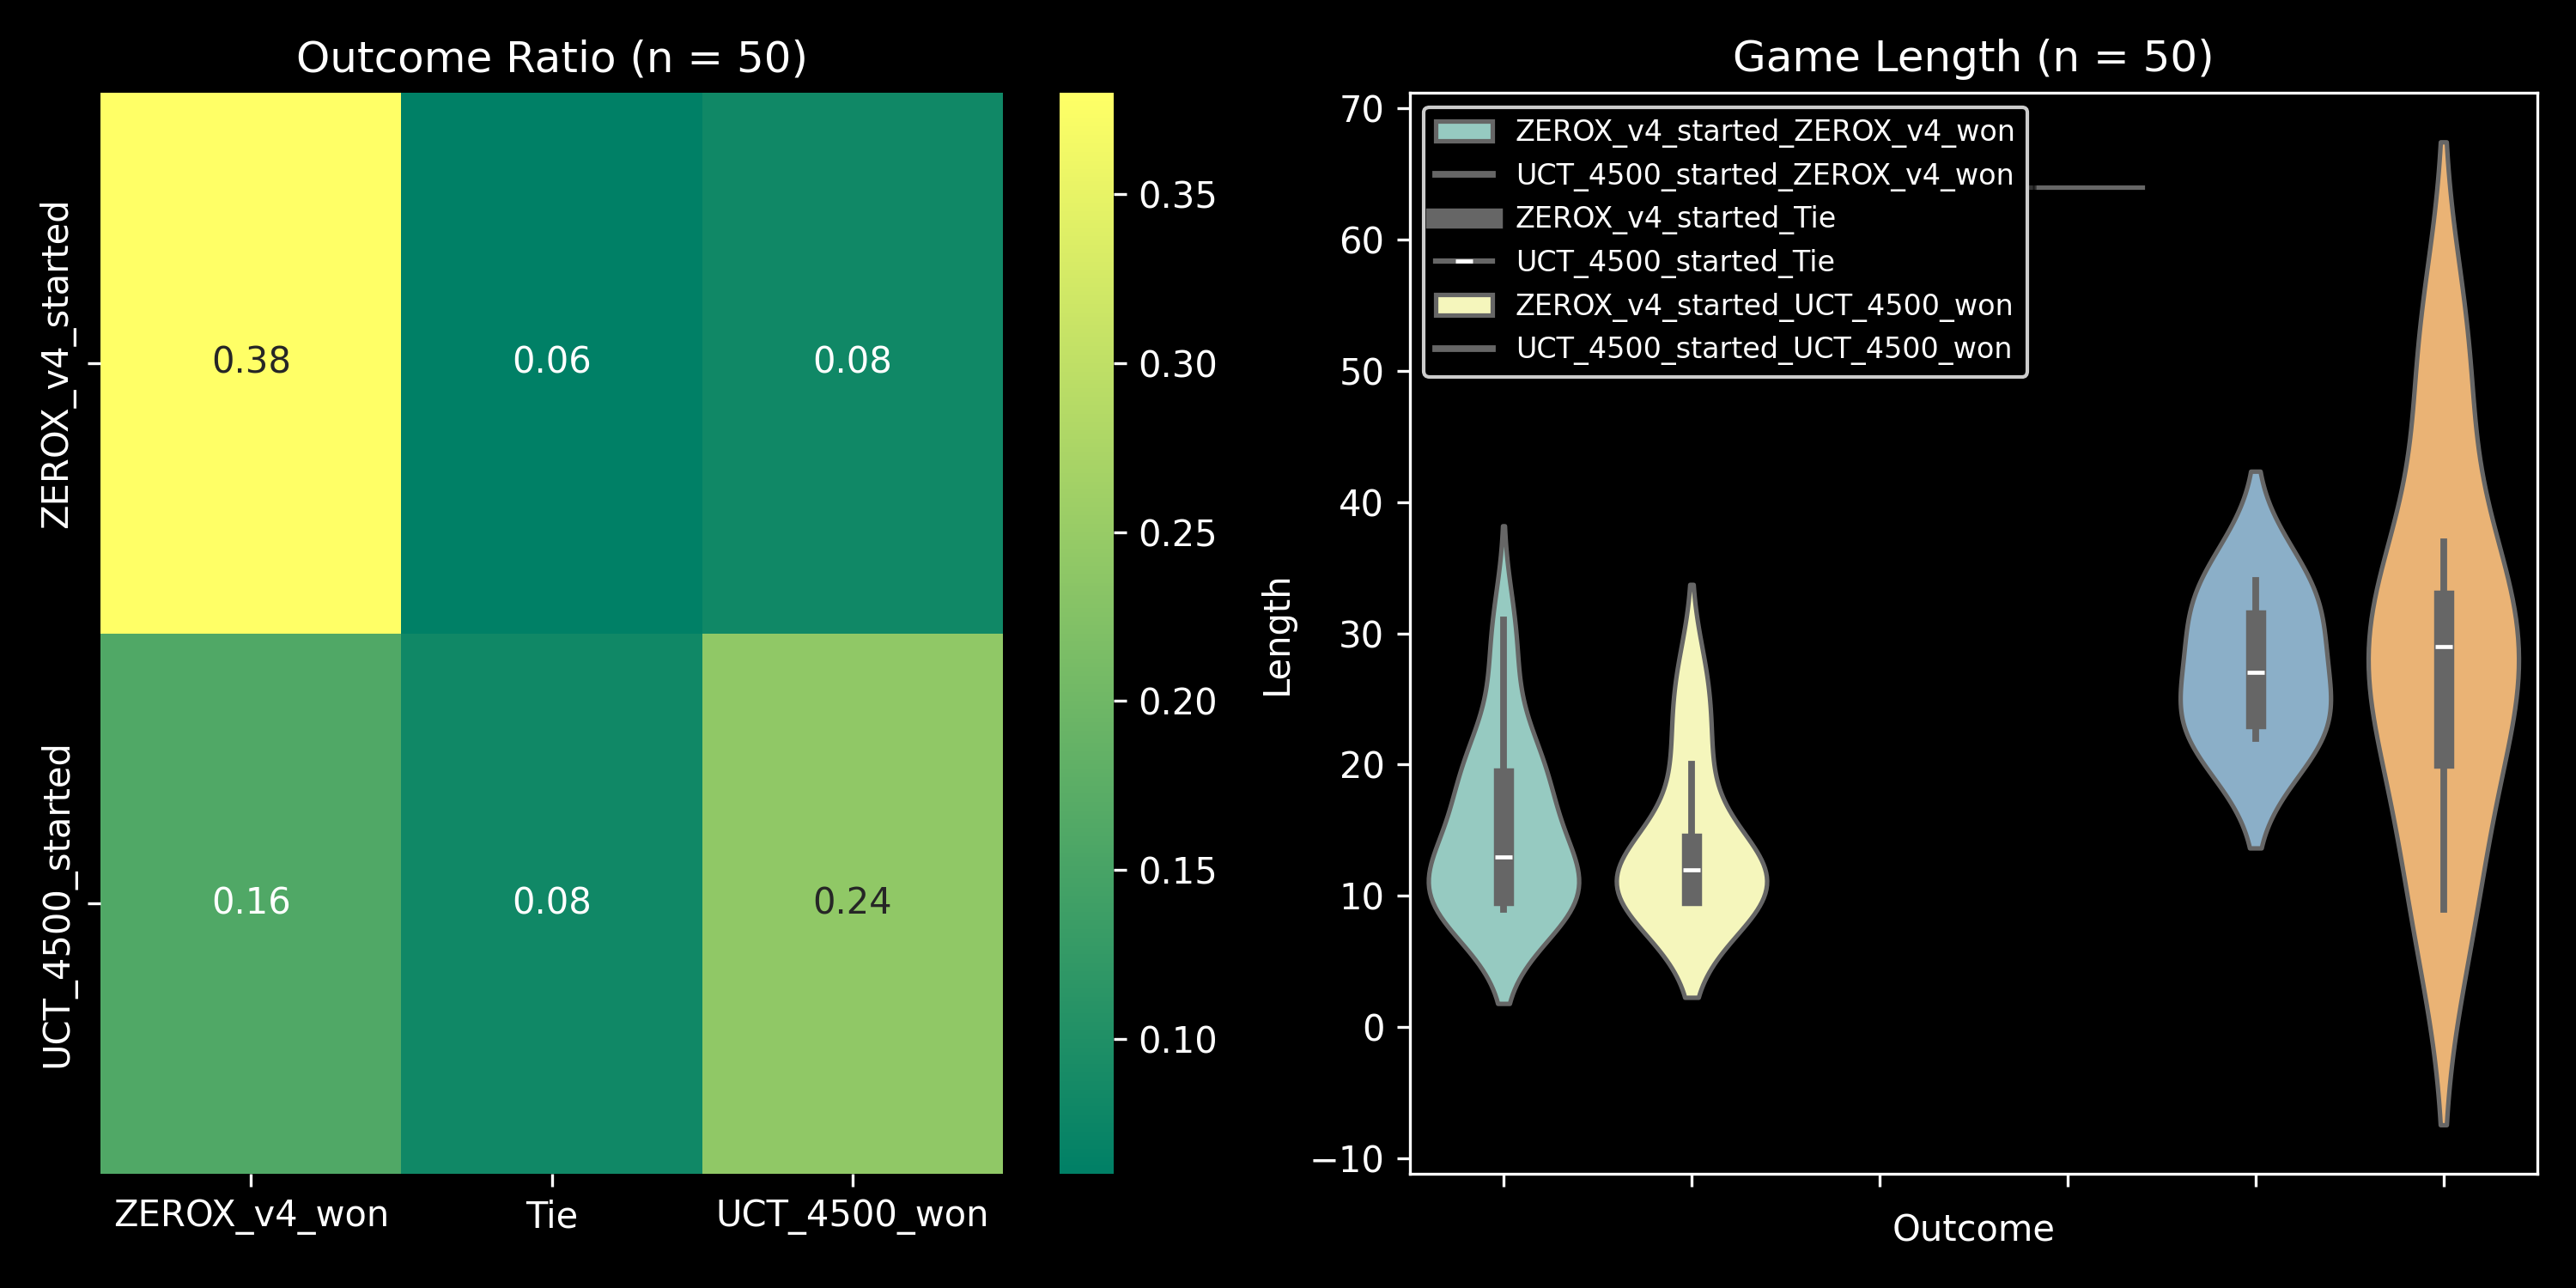 Outcome Ratio (n = 50)
ZEROX_v4_started
UCT_4500_started
0.38
0.06
0.08
0.16
0.08
0.24
ZEROX_v4_won
Tie
UCT_4500_won
0.35
0.30
0.25
0.20
0.15
0.10
Game Length (n = 50)
Length
70
60
50
40
30
20
10
0
−10
ZEROX_v4_started_ZEROX_v4_won
UCT_4500_started_ZEROX_v4_won
ZEROX_v4_started_Tie
UCT_4500_started_Tie
ZEROX_v4_started_UCT_4500_won
UCT_4500_started_UCT_4500_won
Outcome